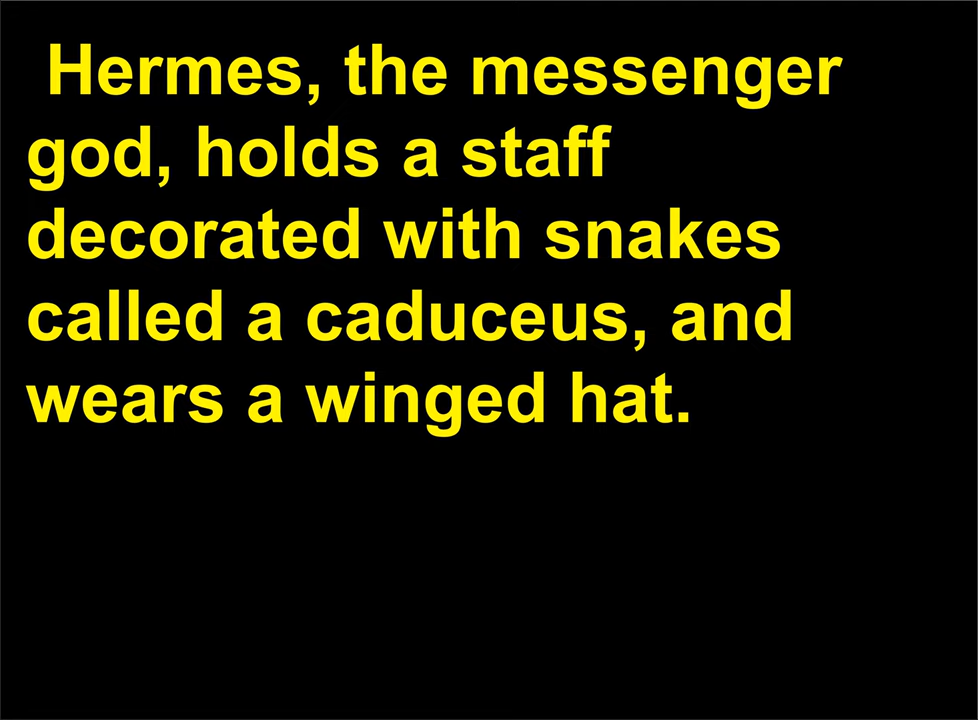 Hermes, the messenger
god, holds a staff
decorated with snakes
called a caduceus, and
wears a winged hat.